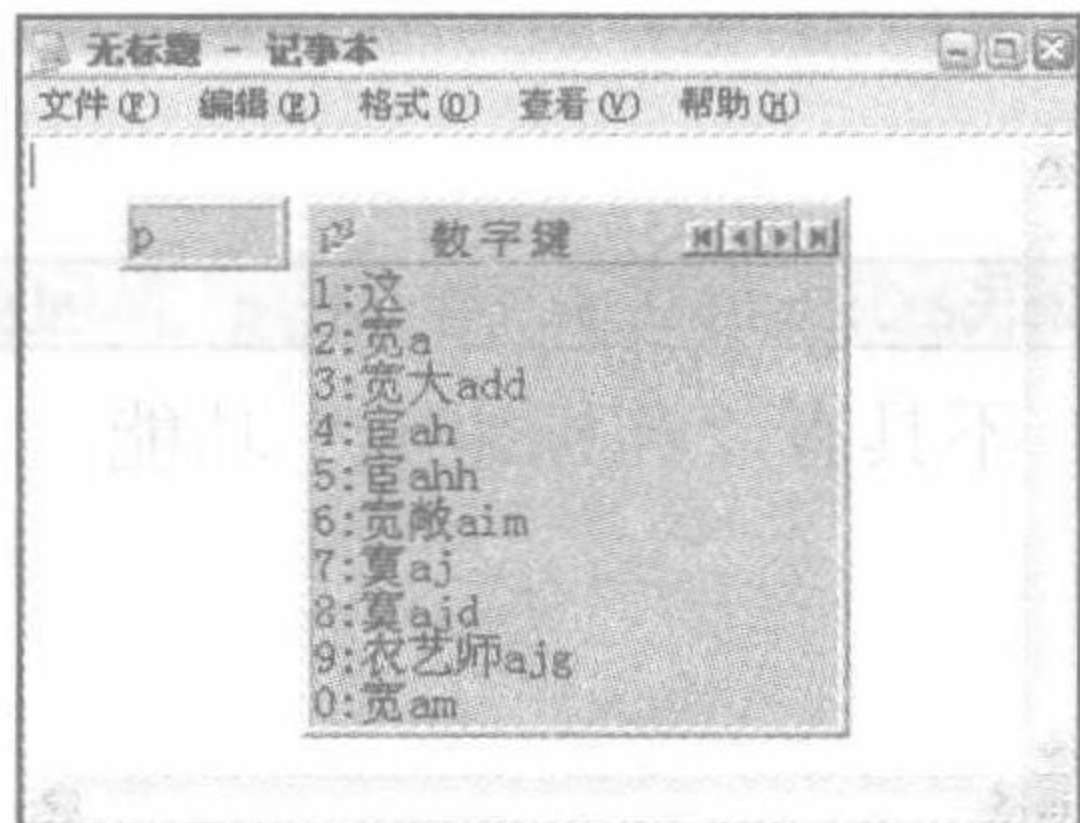 无标题 - 记事本
文件(F) 编辑(E) 格式(O) 查看(V) 帮助(H)
p
数字键
1:这
2:宽a
3:宽大add
4:宦ah
5:宦ahh
6:宽敞aim
7:寞aj
8:寞ajd
9:农艺师ajg
0:宽am